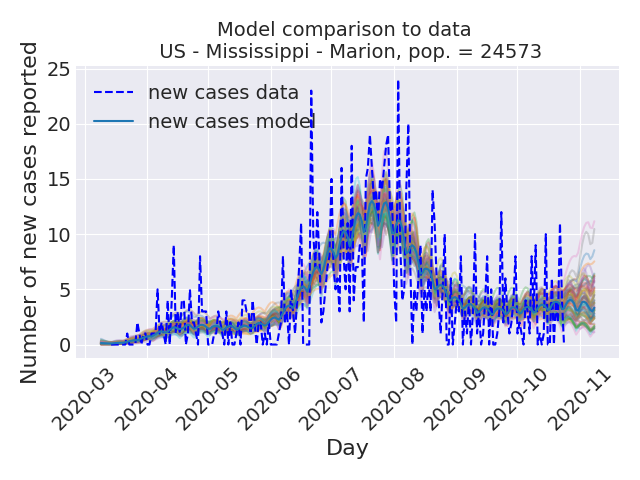 Model comparison to data
US - Mississippi - Marion, pop. = 24573
Number of new cases reported
25
20
15
10
5
0
new cases data
new cases model
2020-03
2020-04
2020-05
2020-06
2020-07
2020-08
2020-09
2020-10
2020-11
Day